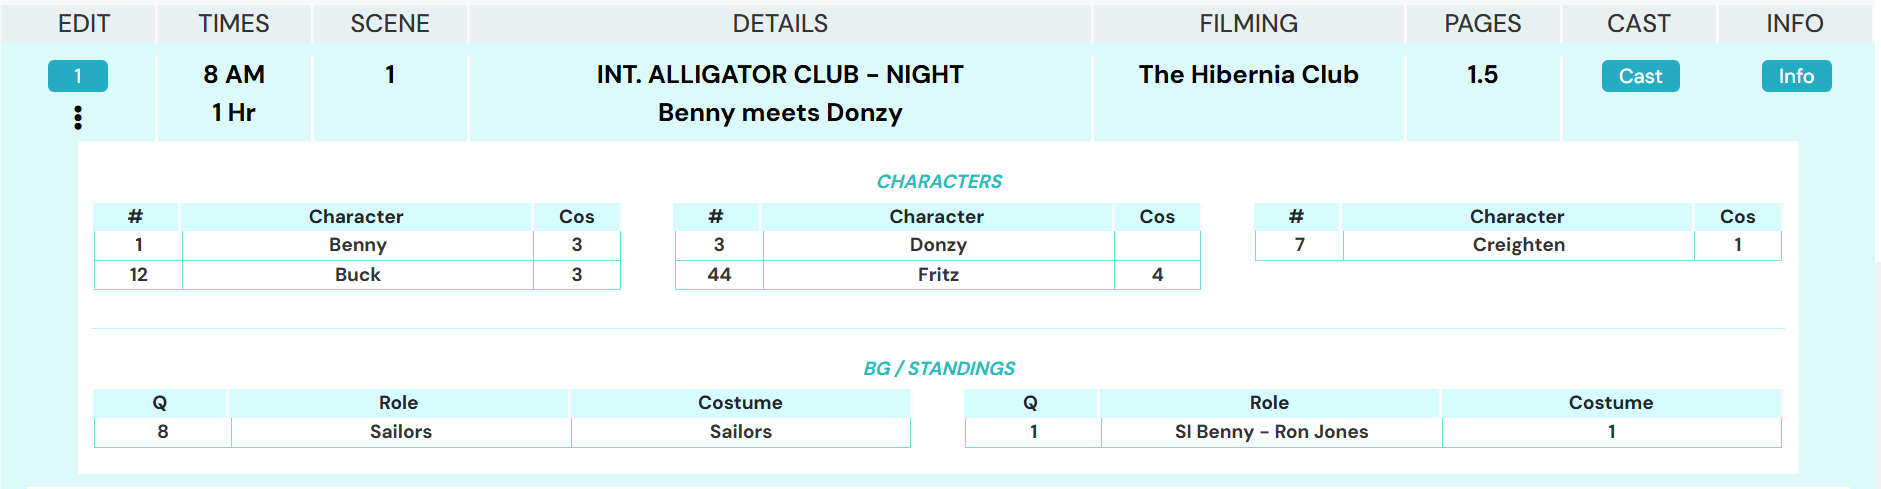 EDIT TIMES SCENE DETAILS FILMING PAGES CAST INFO
1 8 AM 1 INT. ALLIGATOR CLUB - NIGHT The Hibernia Club 1.5 Cast Info
1 Hr Benny meets Donzy
CHARACTERS
# Character Cos # Character Cos # Character Cos
1 Benny 3 3 Donzy 7 Creighten 1
12 Buck 3 44 Fritz 4
BG / STANDINGS
Q Role Costume Q Role Costume
8 Sailors Sailors 1 SI Benny - Ron Jones 1